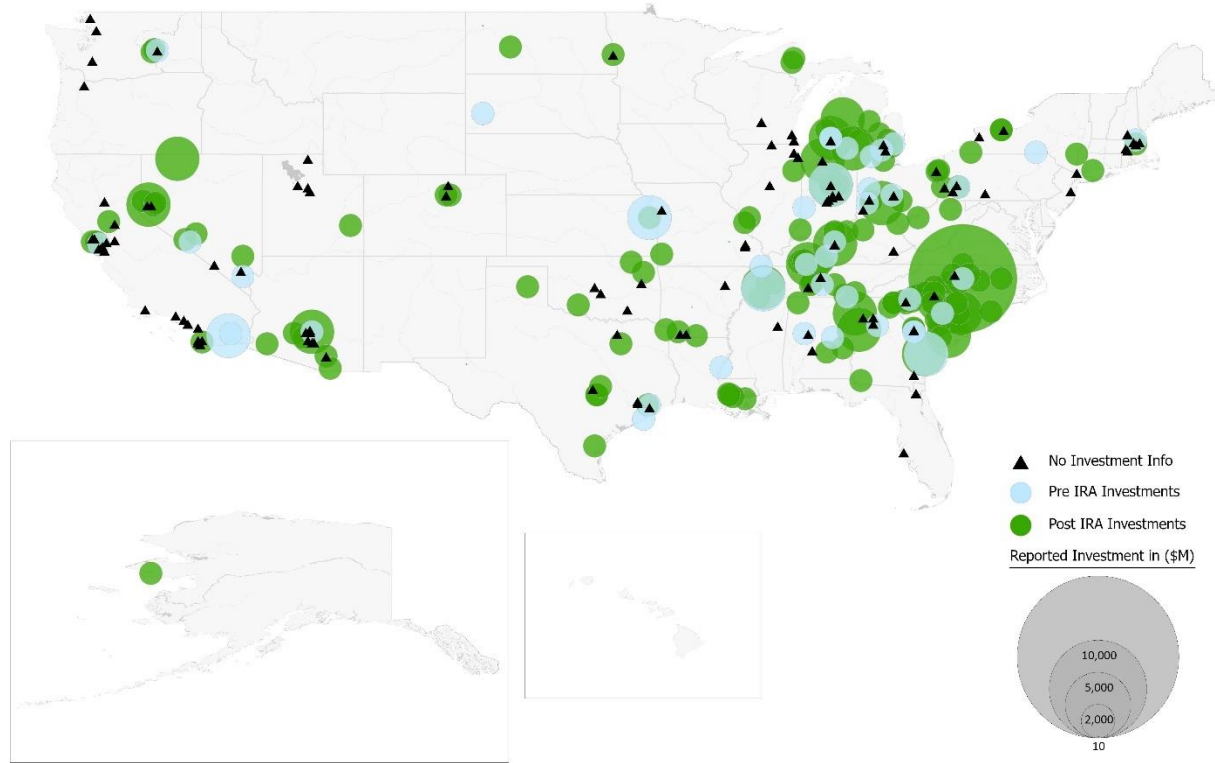 No Investment Info
Pre IRA Investments
Post IRA Investments
Reported Investment in ($M)
10,000
5,000
2,000
10